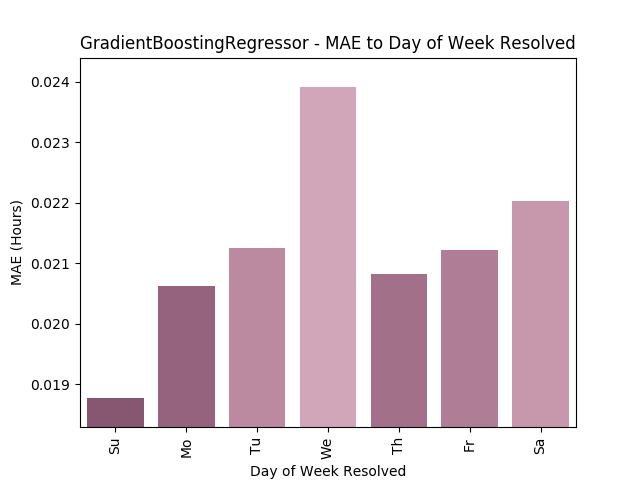 GradientBoostingRegressor - MAE to Day of Week Resolved
0.024
0.023
0.022
0.021
0.020
0.019
MAE (Hours)
Su
Mo
Tu
We
Th
Fr
Sa
Day of Week Resolved